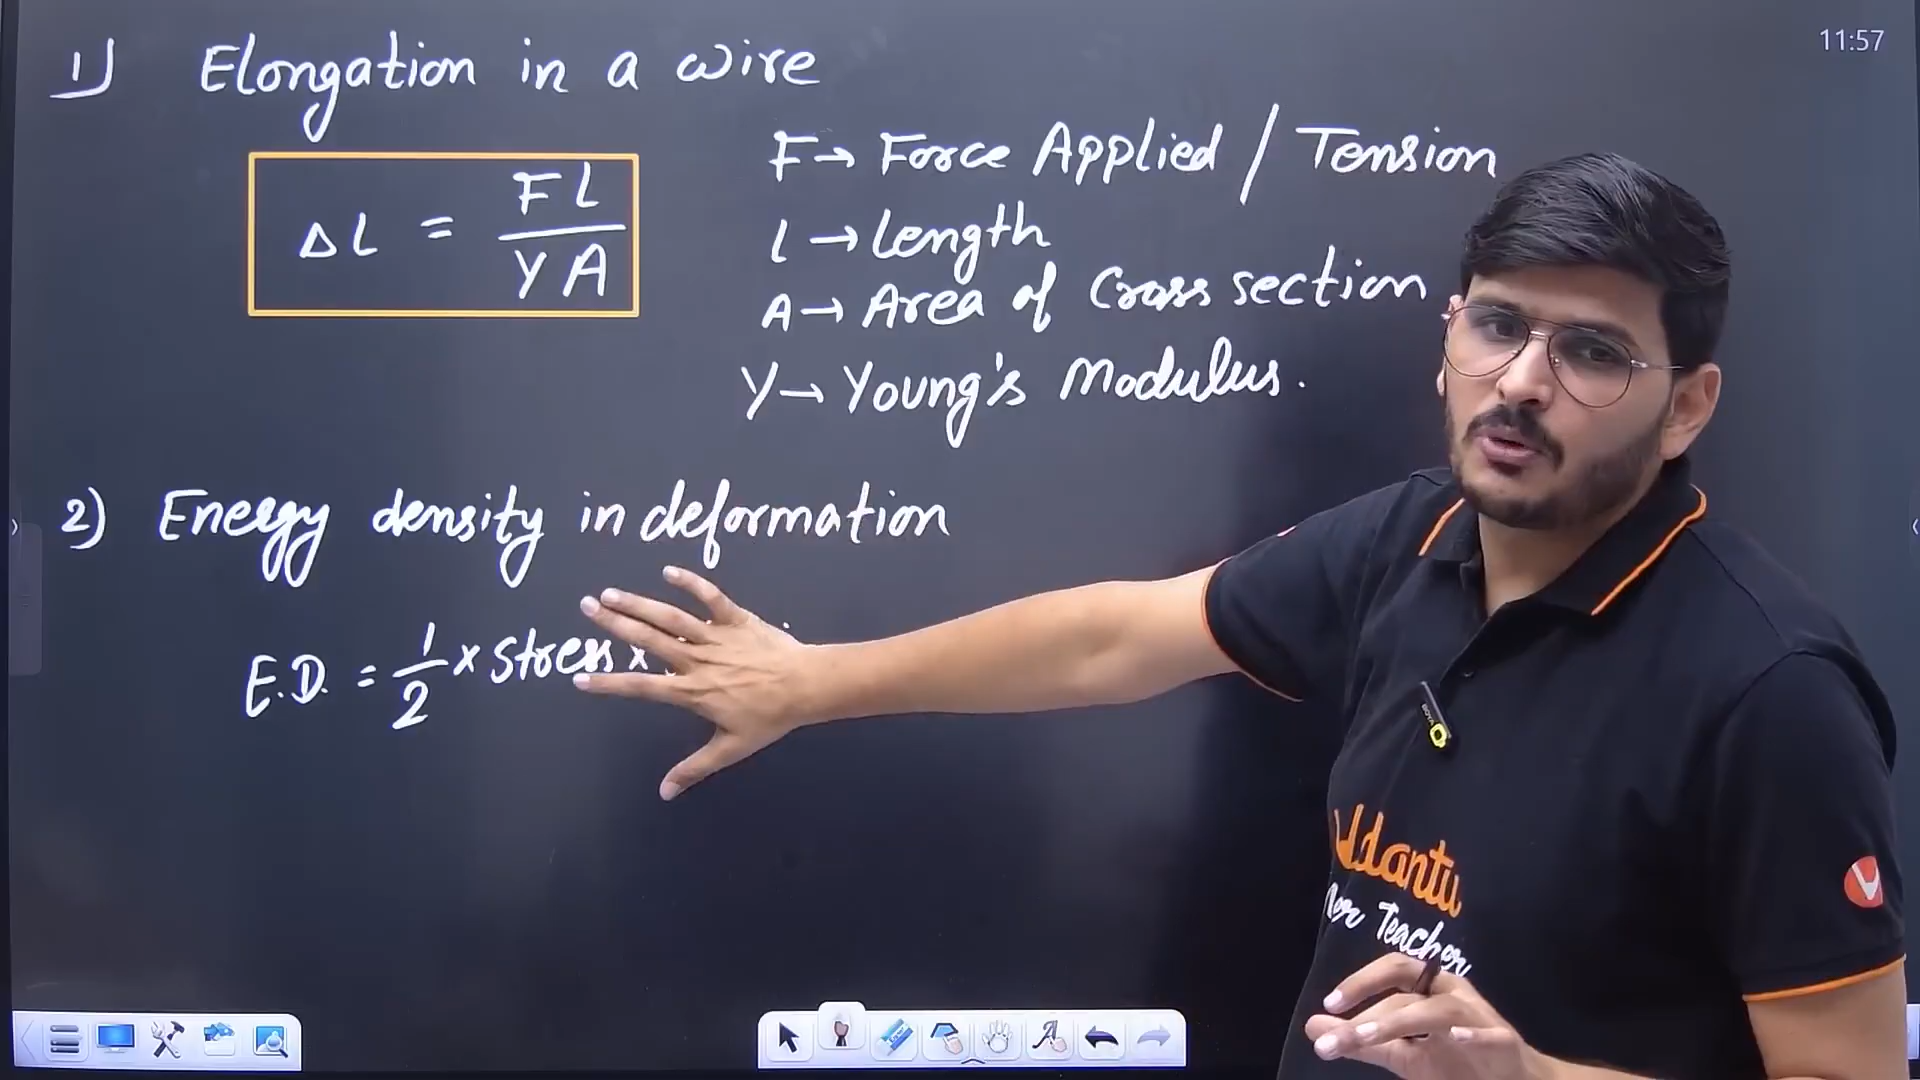 11:57
1) Elongation in a wire
ΔL = FL / YA
F → Force Applied / Tension
L → Length
A → Area of Cross section
Y → Young's Modulus.
2) Energy density in deformation
E.D. = 1/2 × Stress ×
Vedantu
Teacher
BOYA